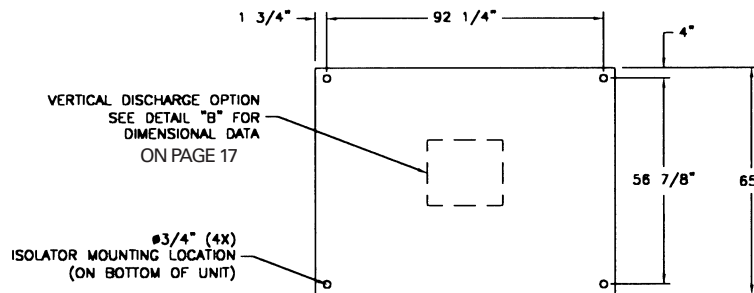 1 3/4" 92 1/4"
4"
VERTICAL DISCHARGE OPTION
SEE DETAIL "B" FOR
DIMENSIONAL DATA
ON PAGE 17
56 7/8" 65
ø3/4" (4X)
ISOLATOR MOUNTING LOCATION
(ON BOTTOM OF UNIT)